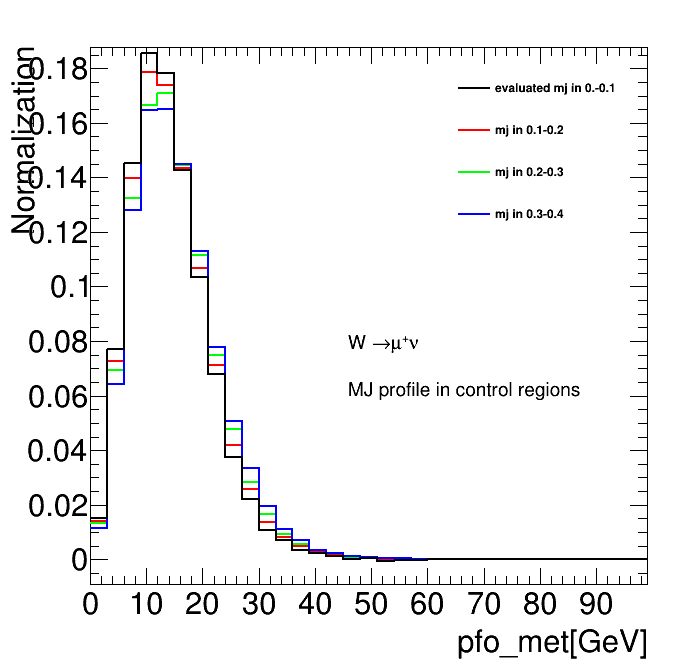 Normalization
0.18
0.16
0.14
0.12
0.1
0.08
0.06
0.04
0.02
0
evaluated mj in 0.-0.1
mj in 0.1-0.2
mj in 0.2-0.3
mj in 0.3-0.4
W →μ⁺ν
MJ profile in control regions
0 10 20 30 40 50 60 70 80 90
pfo_met[GeV]